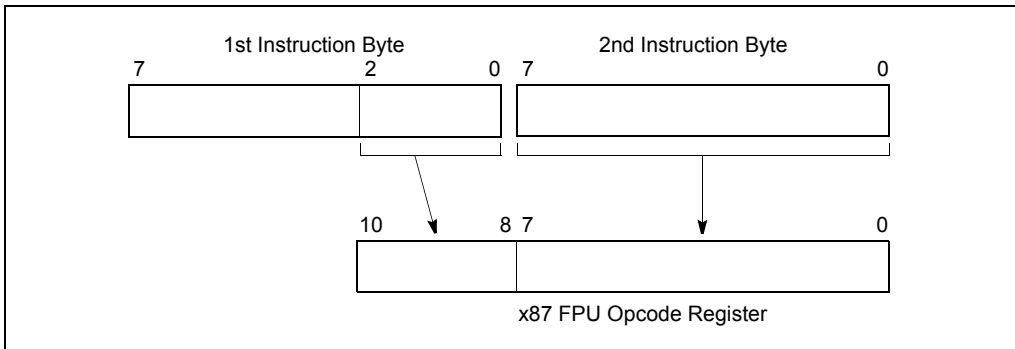 1st Instruction Byte 2nd Instruction Byte
7 2 0 7 0
10 8 7 0
x87 FPU Opcode Register